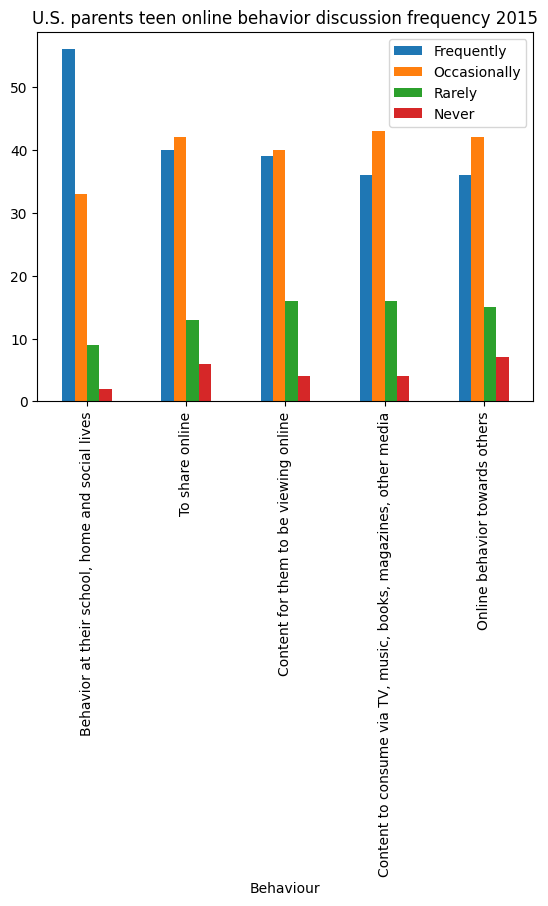 U.S. parents teen online behavior discussion frequency 2015
Frequently
Occasionally
Rarely
Never
50
40
30
20
10
0
Behavior at their school, home and social lives
To share online
Content for them to be viewing online
Content to consume via TV, music, books, magazines, other media
Online behavior towards others
Behaviour